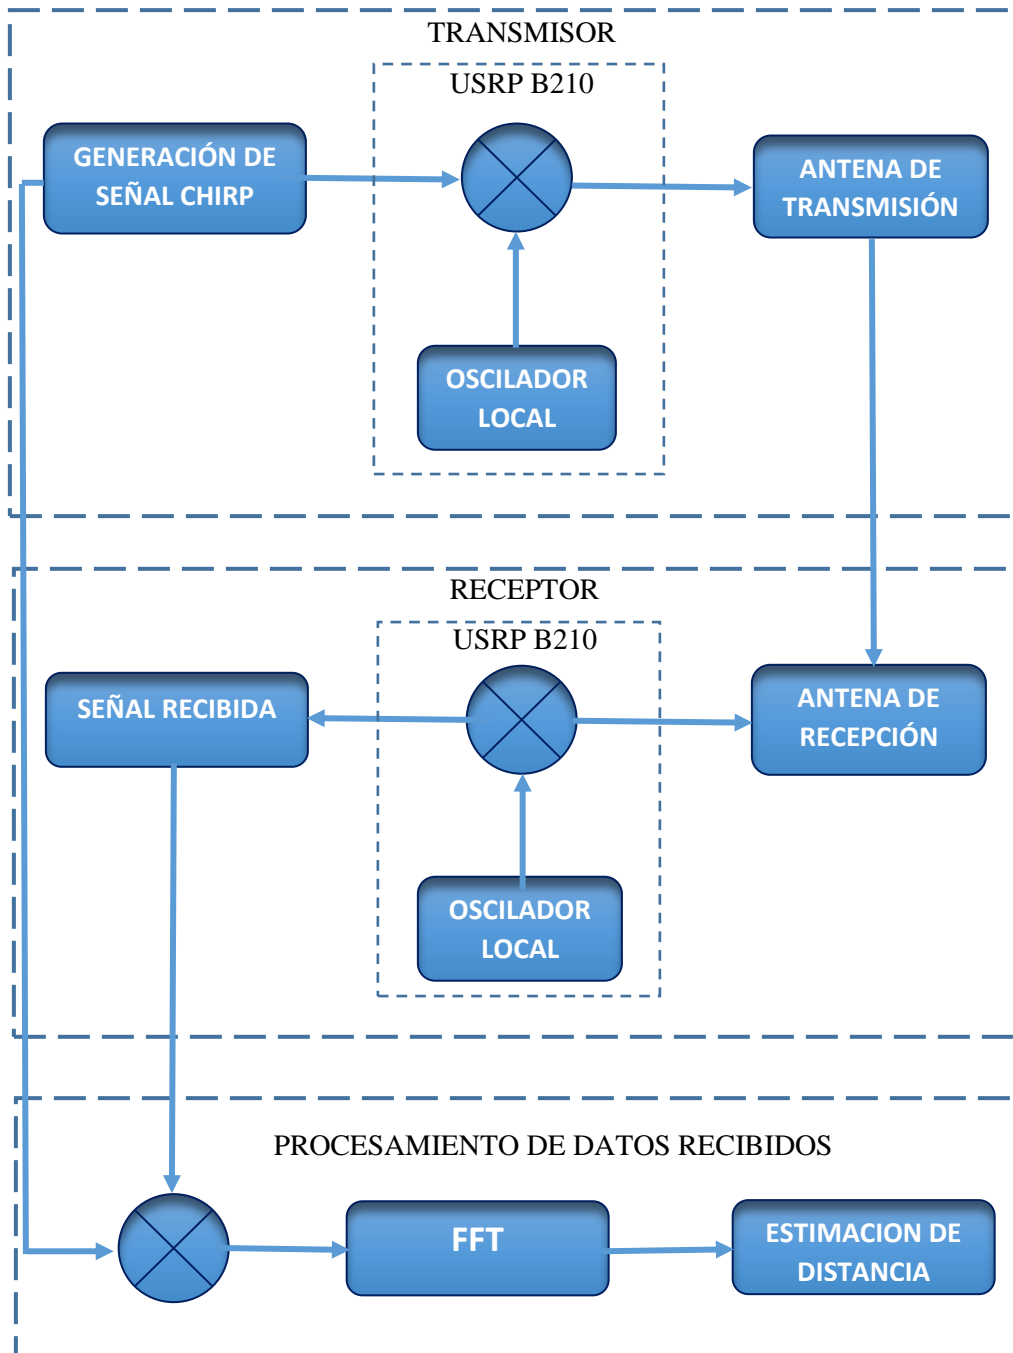 TRANSMISOR
USRP B210
GENERACIÓN DE
SEÑAL CHIRP
ANTENA DE
TRANSMISIÓN
OSCILADOR
LOCAL
RECEPTOR
USRP B210
SEÑAL RECIBIDA
ANTENA DE
RECEPCIÓN
OSCILADOR
LOCAL
PROCESAMIENTO DE DATOS RECIBIDOS
FFT
ESTIMACION DE
DISTANCIA